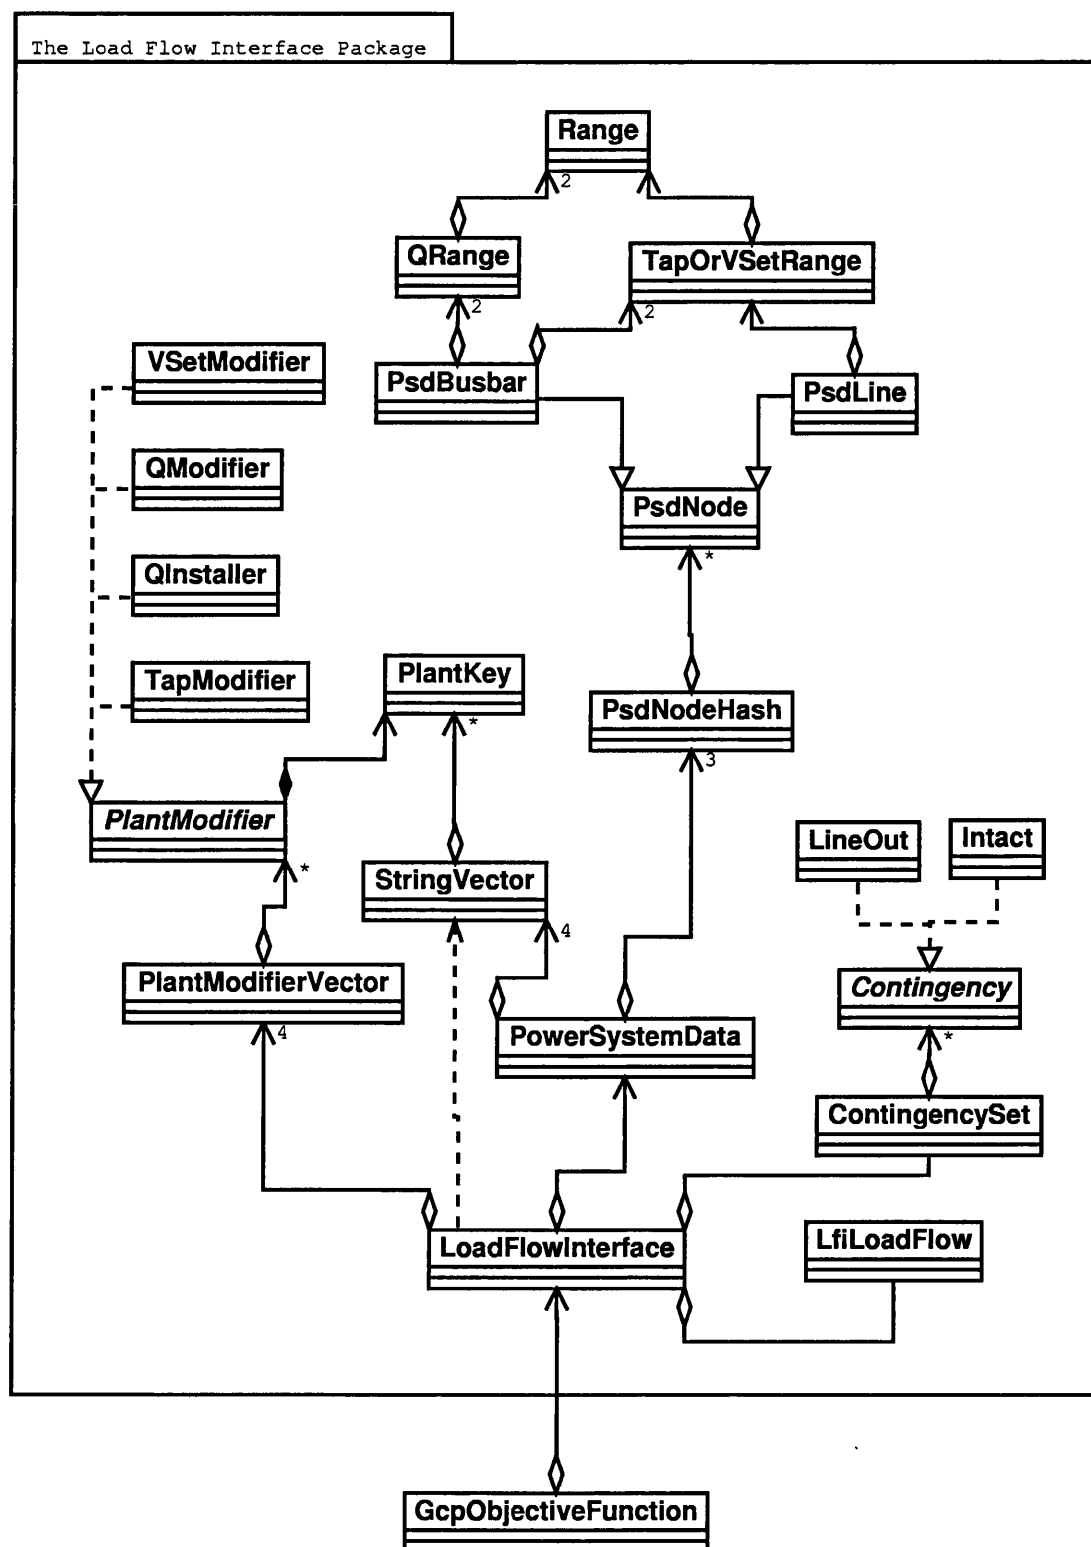 The Load Flow Interface Package
Range
2
QRange
TapOrVSetRange
2
2
VSetModifier
PsdBusbar
PsdLine
QModifier
PsdNode
*
QInstaller
TapModifier
PlantKey
*
PsdNodeHash
3
PlantModifier
*
LineOut
Intact
StringVector
4
PlantModifierVector
4
Contingency
*
PowerSystemData
ContingencySet
LoadFlowInterface
LfiLoadFlow
GcpObjectiveFunction